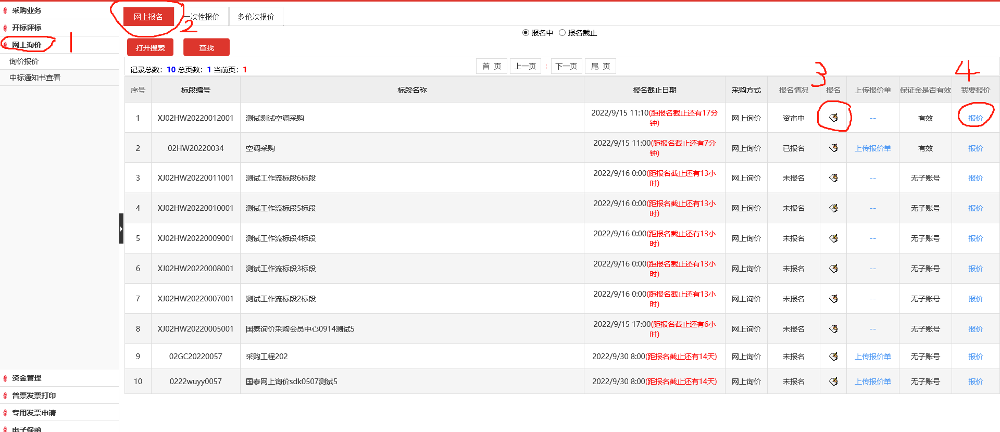 采购业务
开标评标
网上询价
1
询价报价
中标通知书查看
资金管理
普票发票打印
专用发票申请
电子保函
网上报名 一次性报价 多伦次报价
2
报名中 报名截止
打开搜索 查找
记录总数：10 总页数：1 当前页：1
首 页 上一页 下一页 尾 页
3 4
序号 标段编号 标段名称 报名截止日期 采购方式 报名情况 报名 上传报价单 保证金是否有效 我要报价
1 XJ02HW20220012001 测试测试空调采购 2022/9/15 11:10(距报名截止还有17分钟) 网上询价 资审中 -- 有效 报价
2 02HW20220034 空调采购 2022/9/15 11:00(距报名截止还有7分钟) 网上询价 已报名 上传报价单 有效 报价
3 XJ02HW20220011001 测试工作流标段6标段 2022/9/16 0:00(距报名截止还有13小时) 网上询价 未报名 -- 无子账号 报价
4 XJ02HW20220010001 测试工作流标段5标段 2022/9/16 0:00(距报名截止还有13小时) 网上询价 未报名 -- 无子账号 报价
5 XJ02HW20220009001 测试工作流标段4标段 2022/9/16 0:00(距报名截止还有13小时) 网上询价 未报名 -- 无子账号 报价
6 XJ02HW20220008001 测试工作流标段3标段 2022/9/16 0:00(距报名截止还有13小时) 网上询价 未报名 -- 无子账号 报价
7 XJ02HW20220007001 测试工作流标段2标段 2022/9/16 0:00(距报名截止还有13小时) 网上询价 未报名 -- 无子账号 报价
8 XJ02HW20220005001 国泰询价采购会员中心0914测试5 2022/9/15 17:00(距报名截止还有6小时) 网上询价 未报名 -- 无子账号 报价
9 02GC20220057 采购工程202 2022/9/30 8:00(距报名截止还有14天) 网上询价 未报名 上传报价单 无子账号 报价
10 0222wuyy0057 国泰网上询价sdk0507测试5 2022/9/30 8:00(距报名截止还有14天) 网上询价 未报名 上传报价单 无子账号 报价